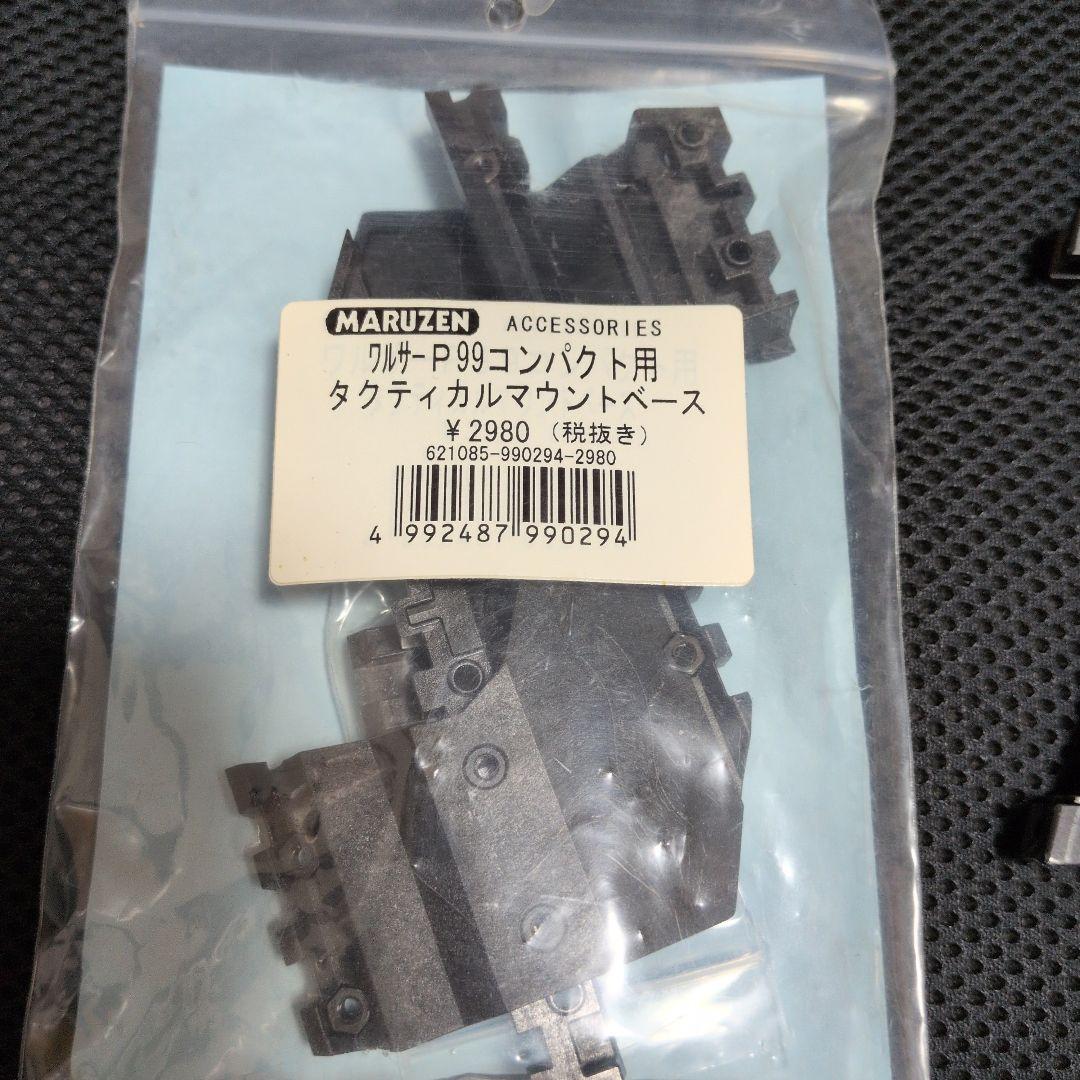 MARUZEN ACCESSORIES
ﾜﾙｻｰP99コンパクト用
タクティカルマウントベース
¥2980（税抜き）
621085-990294-2980
4 992487 990294